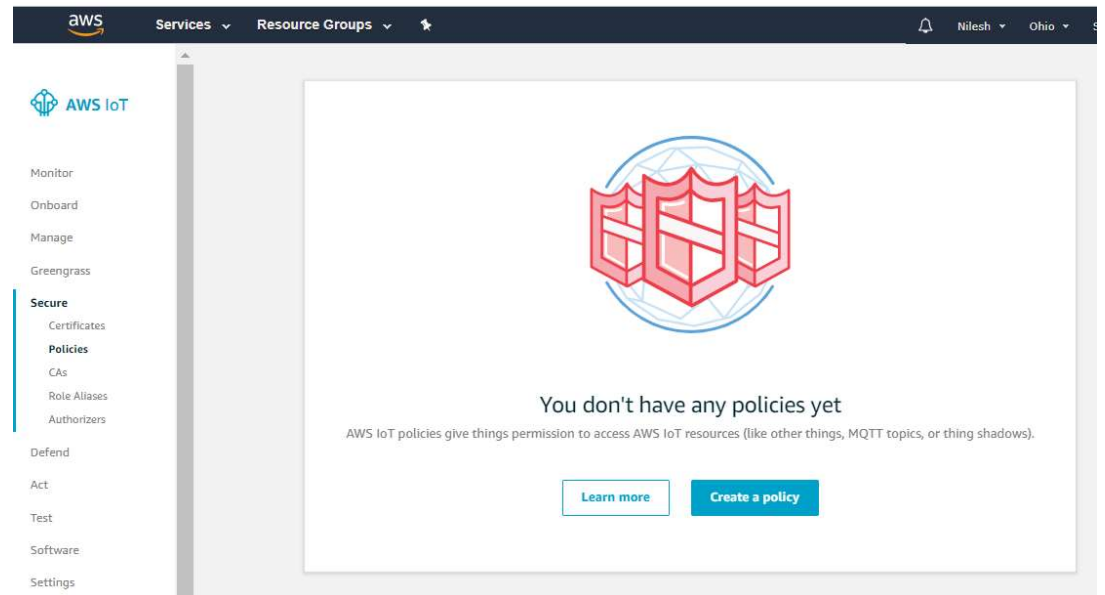 aws Services Resource Groups Nilesh Ohio S
AWS IoT
Monitor
Onboard
Manage
Greengrass
Secure
Certificates
Policies
CAs
Role Aliases
Authorizers
Defend
Act
Test
Software
Settings
You don't have any policies yet
AWS IoT policies give things permission to access AWS IoT resources (like other things, MQTT topics, or thing shadows).
Learn more Create a policy